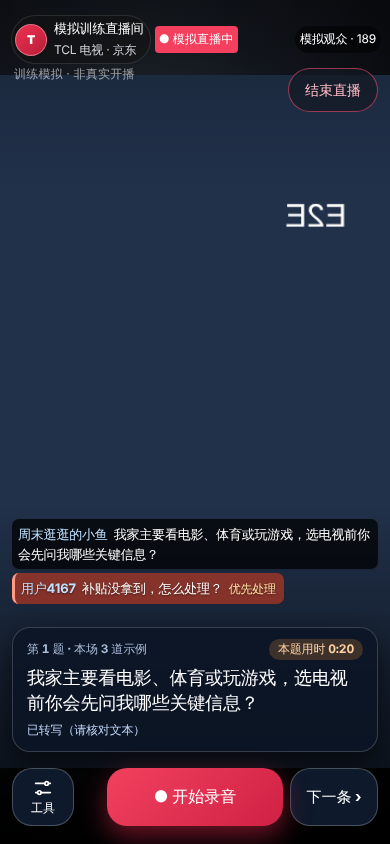 T
模拟训练直播间
TCL 电视 · 京东
模拟直播中
模拟观众 · 189
训练模拟 · 非真实开播
结束直播
E2E
周末逛逛的小鱼 我家主要看电影、体育或玩游戏，选电视前你
会先问我哪些关键信息？
用户4167 补贴没拿到，怎么处理？ 优先处理
第 1 题 · 本场 3 道示例
本题用时 0:20
我家主要看电影、体育或玩游戏，选电视
前你会先问我哪些关键信息？
已转写（请核对文本）
工具
开始录音
下一条 ›